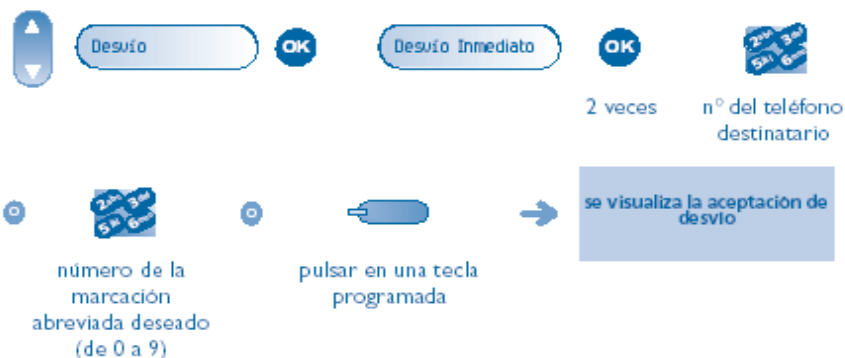 Desvío
OK
Desvío Inmediato
OK
2 veces
nº del teléfono
destinatario
o
número de la
marcación
abreviada deseado
(de 0 a 9)
o
pulsar en una tecla
programada
se visualiza la aceptación de
desvío